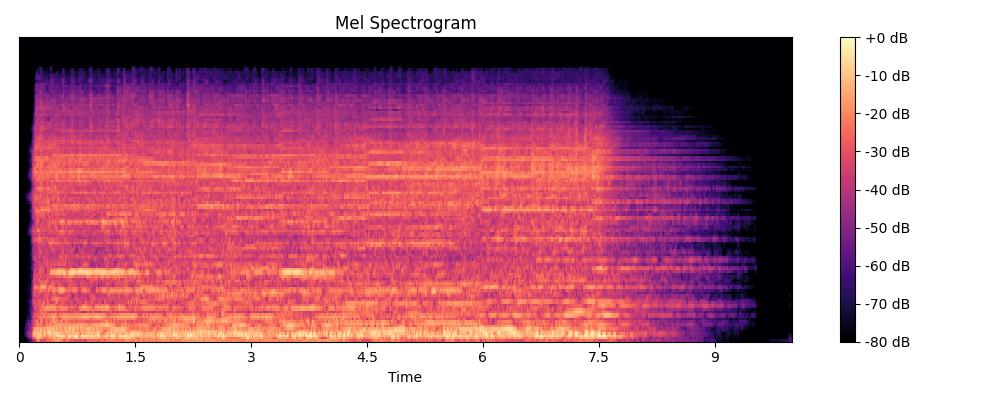 Mel Spectrogram
+0 dB
-10 dB
-20 dB
-30 dB
-40 dB
-50 dB
-60 dB
-70 dB
-80 dB
0 1.5 3 4.5 6 7.5 9
Time